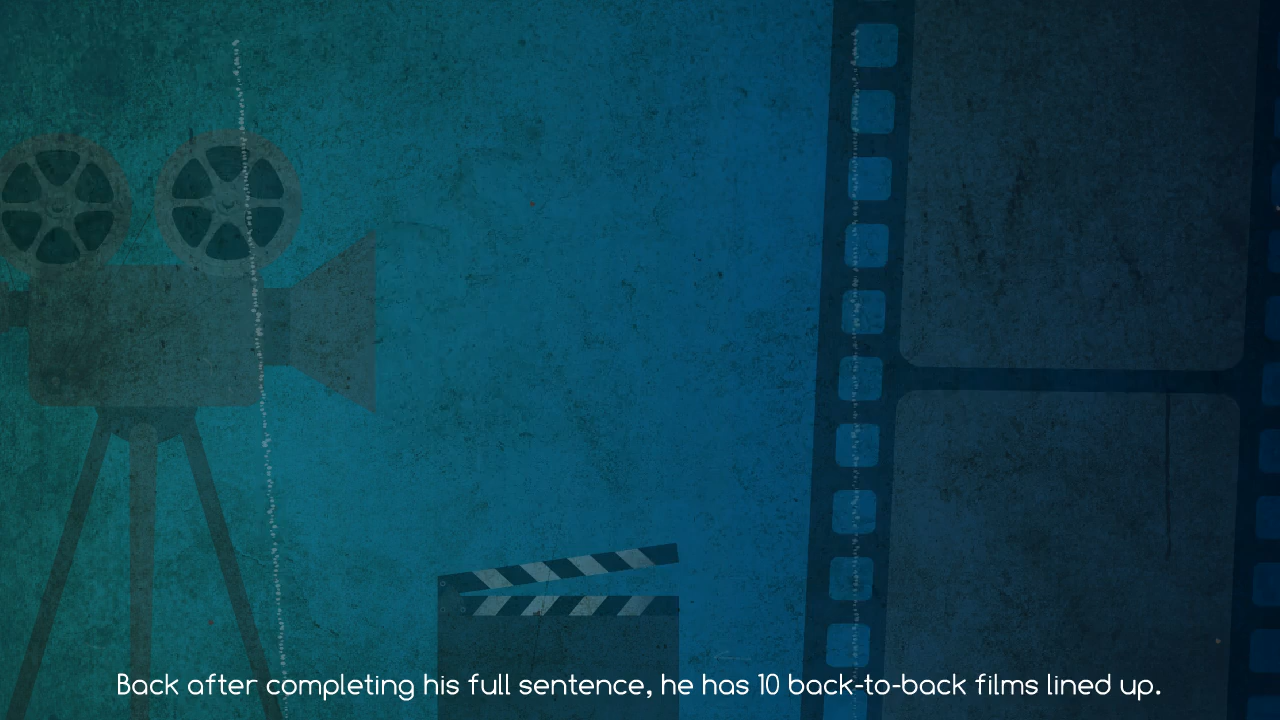 Back after completing his full sentence, he has 10 back-to-back films lined up.